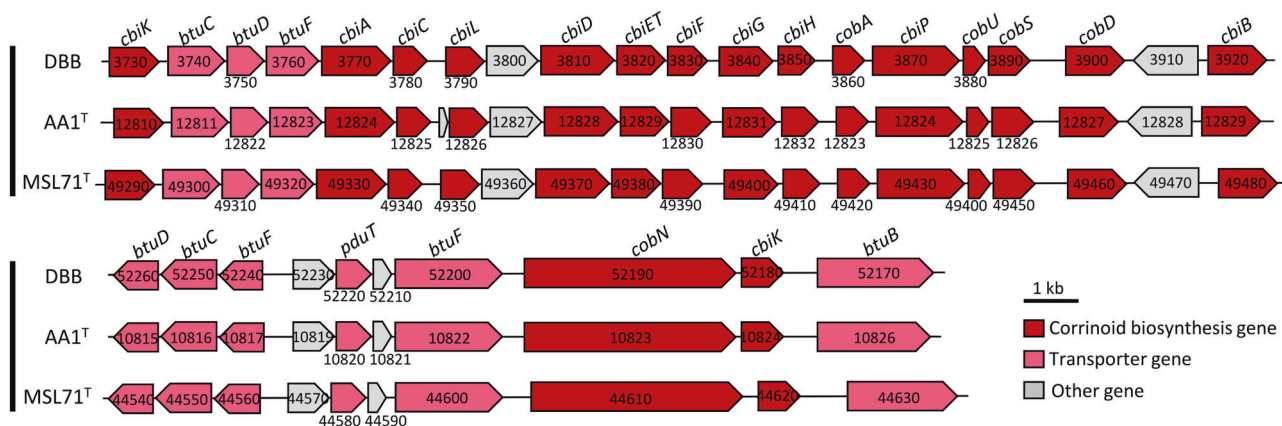 cbiK btuC btuD btuF cbiA cbiC cbiL cbiD cbiET cbiF cbiG cbiH cobA cbiP cobU cobS cobD cbiB
DBB 3730 3740 3750 3760 3770 3780 3790 3800 3810 3820 3830 3840 3850 3860 3870 3880 3890 3900 3910 3920
AA1ᵀ 12810 12811 12822 12823 12824 12825 12826 12827 12828 12829 12830 12831 12832 12823 12824 12825 12826 12827 12828 12829
MSL71ᵀ 49290 49300 49310 49320 49330 49340 49350 49360 49370 49380 49390 49400 49410 49420 49430 49400 49450 49460 49470 49480
btuD btuC btuF pduT btuF cobN cbiK btuB
DBB 52260 52250 52240 52230 52220 52210 52200 52190 52180 52170
AA1ᵀ 10815 10816 10817 10819 10820 10821 10822 10823 10824 10826
MSL71ᵀ 44540 44550 44560 44570 44580 44590 44600 44610 44620 44630
1 kb
Corrinoid biosynthesis gene
Transporter gene
Other gene